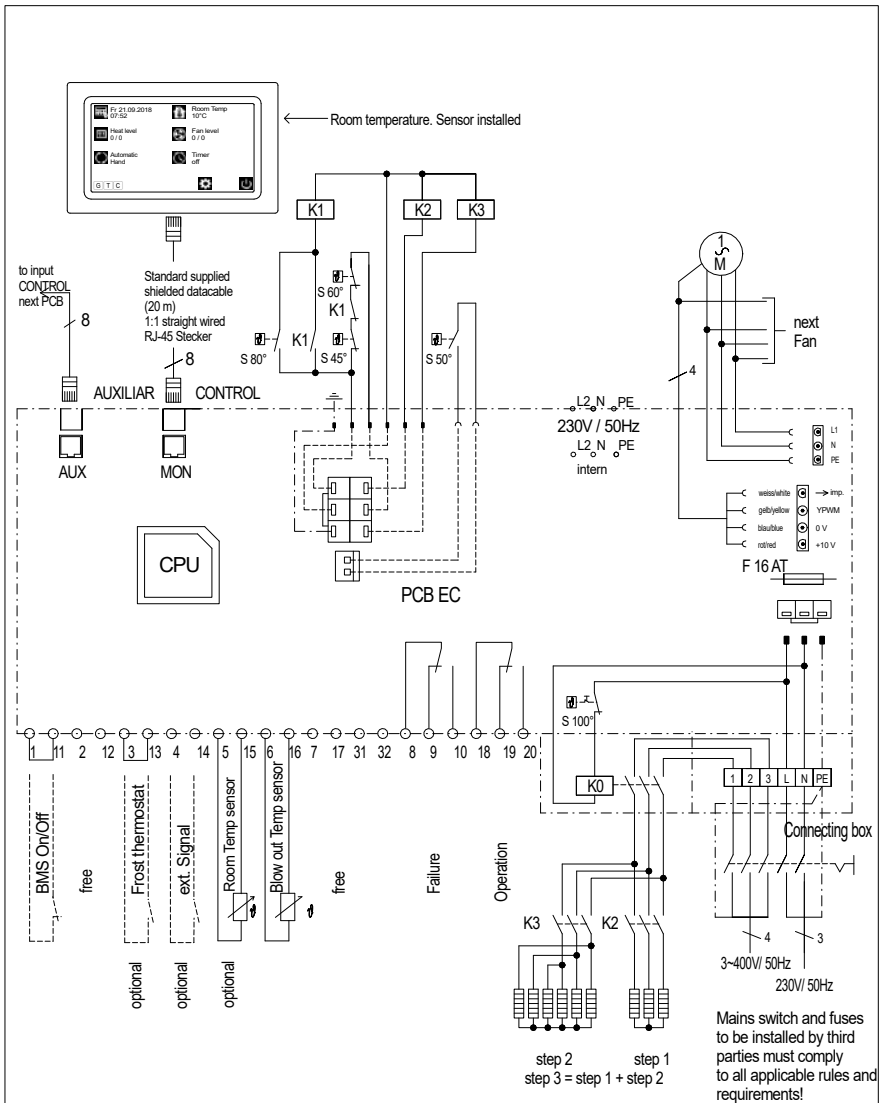 Fr 21.09.2018
07:52
Room Temp
10°C
Heat level
0 / 0
Fan level
0 / 0
Automatic
Hand
Timer
off
G T C
Room temperature. Sensor installed
to input
CONTROL
next PCB
8
Standard supplied
shielded datacable
(20 m)
1:1 straight wired
RJ-45 Stecker
8
K1
K2
K3
S 60°
K1
S 80°
K1
S 45°
S 50°
1
M
next
Fan
4
AUXILIAR
CONTROL
AUX
MON
L2 N PE
230V / 50Hz
L2 N PE
intern
L1
N
PE
weiss/white
imp.
gelb/yellow
YPWM
blau/blue
0 V
rot/red
+10 V
F 16 AT
CPU
PCB EC
S 100°
1 11 2 12 3 13 4 14 5 15 6 16 7 17 31 32 8 9 10 18 19 20
K0
1 2 3 L N PE
Connecting box
BMS On/Off
free
Frost thermostat
ext. Signal
Room Temp sensor
Blow out Temp sensor
free
Failure
Operation
optional
optional
optional
K3
K2
4
3
3~400V/ 50Hz
230V/ 50Hz
step 2
step 1
step 3 = step 1 + step 2
Mains switch and fuses
to be installed by third
parties must comply
to all applicable rules and
requirements!